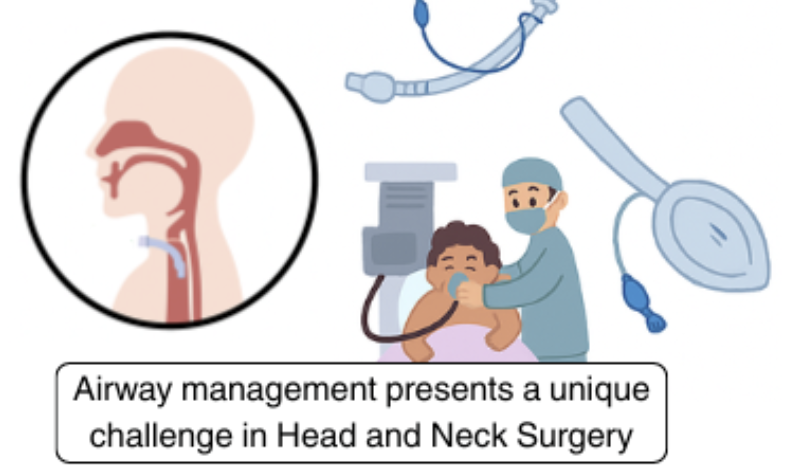 Airway management presents a unique
challenge in Head and Neck Surgery